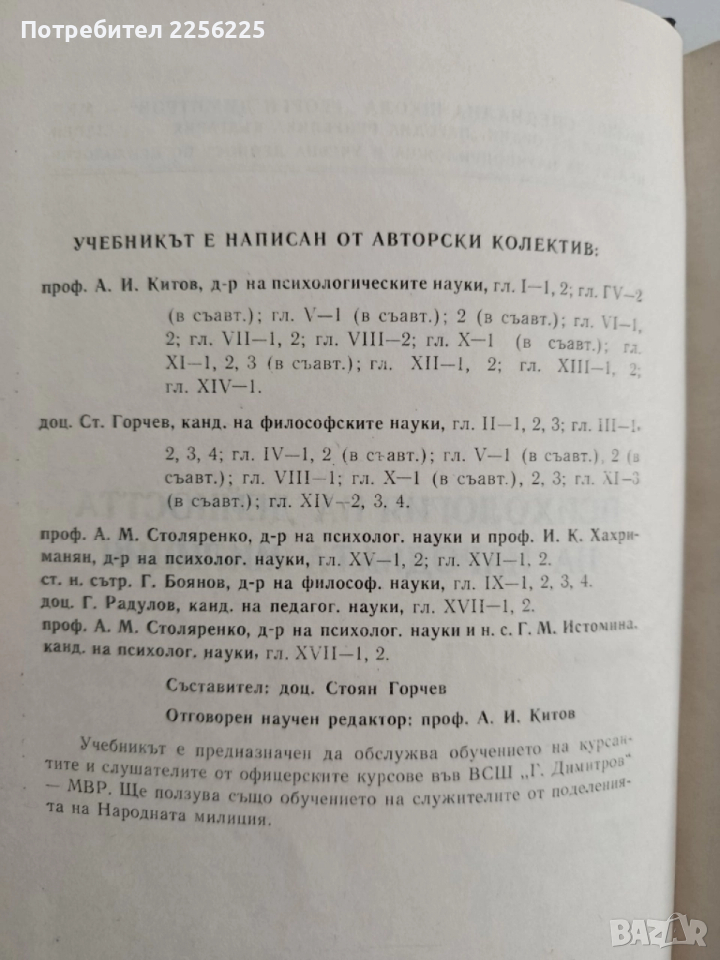 Потребител 2256225
УЧЕБНИКЪТ Е НАПИСАН ОТ АВТОРСКИ КОЛЕКТИВ:
проф. А. И. Китов, д-р на психологическите науки, гл. I—1, 2; гл. IV—2
(в съавт.); гл. V—1 (в съавт.); 2 (в съавт.); гл. VI—1,
2; гл. VII—1, 2; гл. VIII—2; гл. X—1 (в съавт.); гл.
XI—1, 2, 3 (в съавт.); гл. XII—1, 2; гл. XIII—1, 2;
гл. XIV—1.
доц. Ст. Горчев, канд. на философските науки, гл. II—1, 2, 3; гл. III—1,
2, 3, 4; гл. IV—1, 2 (в съавт.); гл. V—1 (в съавт.), 2 (в
съавт.); гл. VIII—1; гл. X—1 (в съавт.), 2, 3; гл. XI—3
(в съавт.); гл. XIV—2, 3, 4.
проф. А. М. Столяренко, д-р на психолог. науки и проф. И. К. Хахри-
манян, д-р на психолог. науки, гл. XV—1, 2; гл. XVI—1, 2.
ст. н. сътр. Г. Боянов, д-р на философ. науки, гл. IX—1, 2, 3, 4.
доц. Г. Радулов, канд. на педагог. науки, гл. XVII—1, 2.
проф. А. М. Столяренко, д-р на психолог. науки и н. с. Г. М. Истомина.
канд. на психолог. науки, гл. XVII—1, 2.
Съставител: доц. Стоян Горчев
Отговорен научен редактор: проф. А. И. Китов
Учебникът е предназначен да обслужва обучението на курсан-
тите и слушателите от офицерските курсове във ВСШ „Г. Димитров"
— МВР. Ще ползува също обучението на служителите от поделения-
та на Народната милиция.
BAZAR